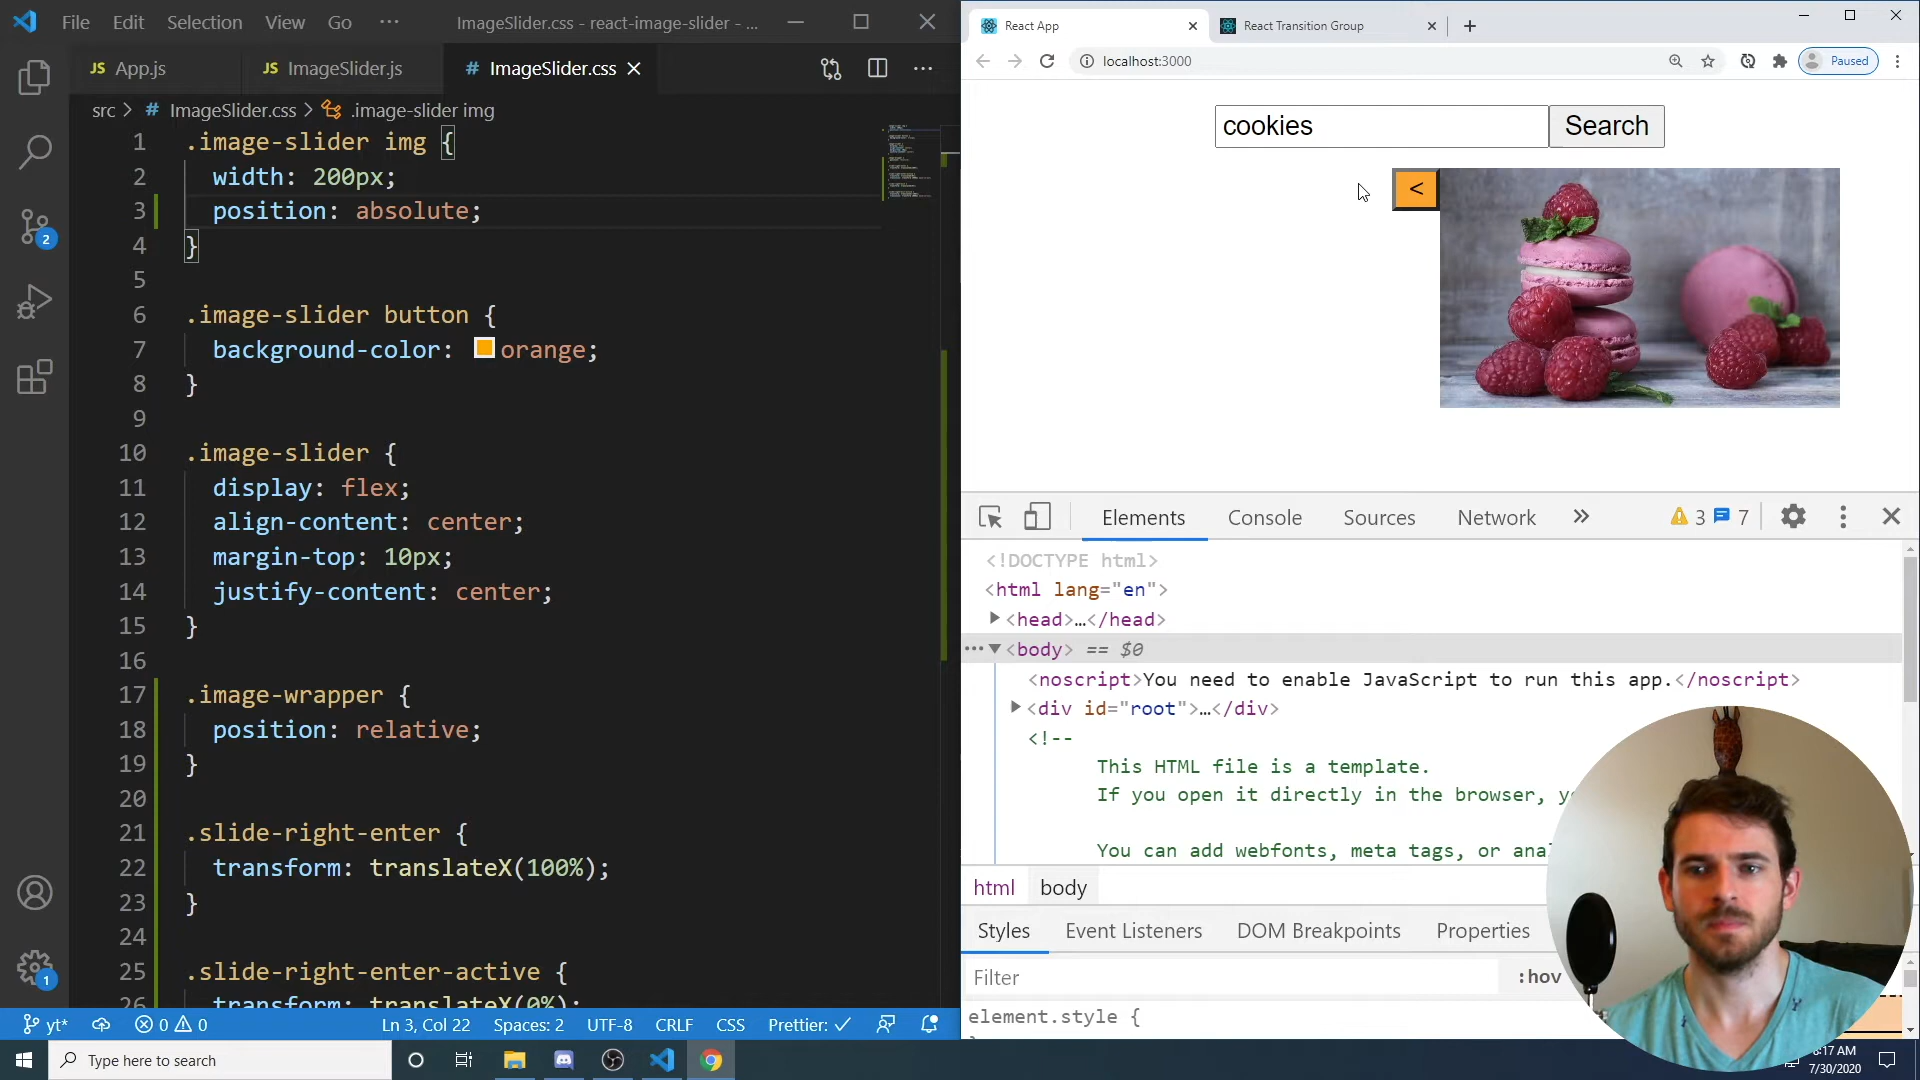 File Edit Selection View Go ··· ImageSlider.css - react-image-slider - ...
JS App.js JS ImageSlider.js # ImageSlider.css
src > # ImageSlider.css > .image-slider img
1 .image-slider img {
2 width: 200px;
3 position: absolute;
4 }
5
6 .image-slider button {
7 background-color: orange;
8 }
9
10 .image-slider {
11 display: flex;
12 align-content: center;
13 margin-top: 10px;
14 justify-content: center;
15 }
16
17 .image-wrapper {
18 position: relative;
19 }
20
21 .slide-right-enter {
22 transform: translateX(100%);
23 }
24
25 .slide-right-enter-active {
26 transform: translateX(0%);
2
1
yt* 0 0 Ln 3, Col 22 Spaces: 2 UTF-8 CRLF CSS Prettier: ✓
React App React Transition Group
localhost:3000 Paused
cookies Search
<
Elements Console Sources Network » 3 7
<!DOCTYPE html>
<html lang="en">
<head>…</head>
··· <body> == $0
<noscript>You need to enable JavaScript to run this app.</noscript>
<div id="root">…</div>
<!--
This HTML file is a template.
If you open it directly in the browser,
You can add webfonts, meta tags, or
html body
Styles Event Listeners DOM Breakpoints Properties
Filter :hov
element.style {
Type here to search
8:17 AM
7/30/2020